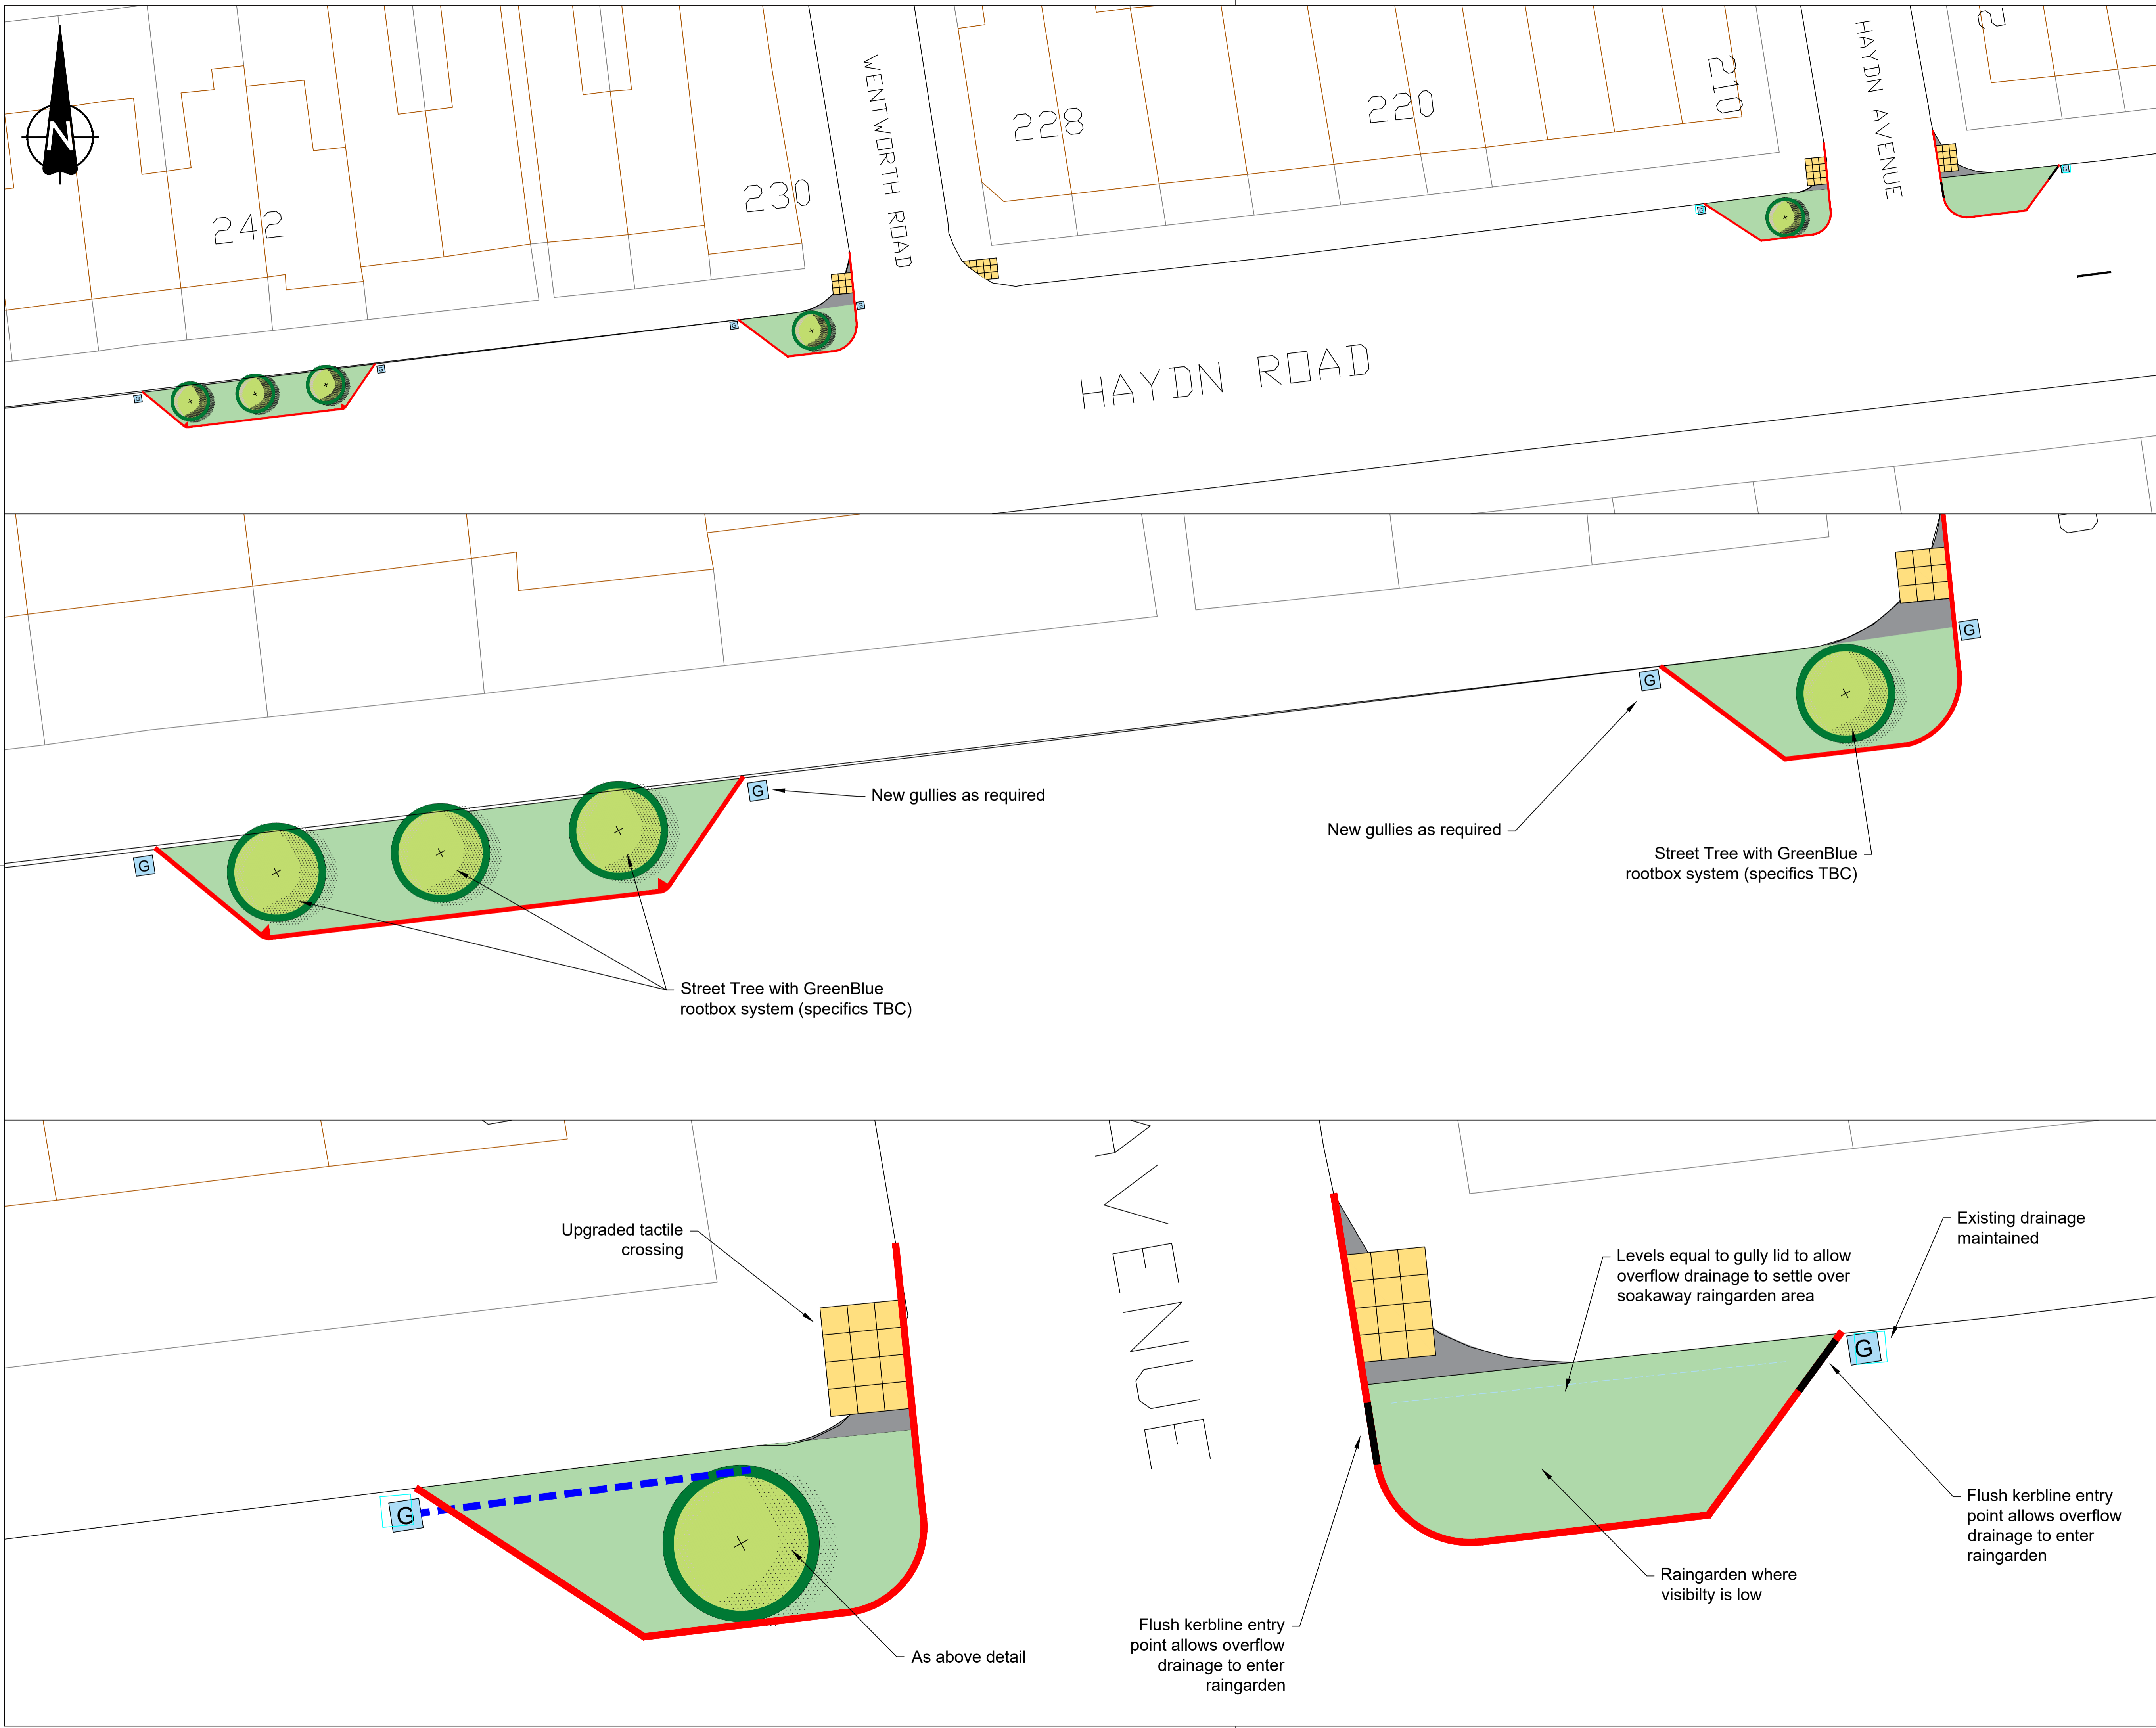 N
242
230
WENTWORTH ROAD
228
220
210
HAYDN AVENUE
2
G
G
G
G
G
G
HAYDN ROAD
G
G
New gullies as required
G
G
New gullies as required
Street Tree with GreenBlue
rootbox system (specifics TBC)
Street Tree with GreenBlue
rootbox system (specifics TBC)
Upgraded tactile
crossing
AVENUE
Levels equal to gully lid to allow
overflow drainage to settle over
soakaway raingarden area
Existing drainage
maintained
G
G
Flush kerbline entry
point allows overflow
drainage to enter
raingarden
Raingarden where
visibilty is low
Flush kerbline entry
point allows overflow
drainage to enter
raingarden
As above detail